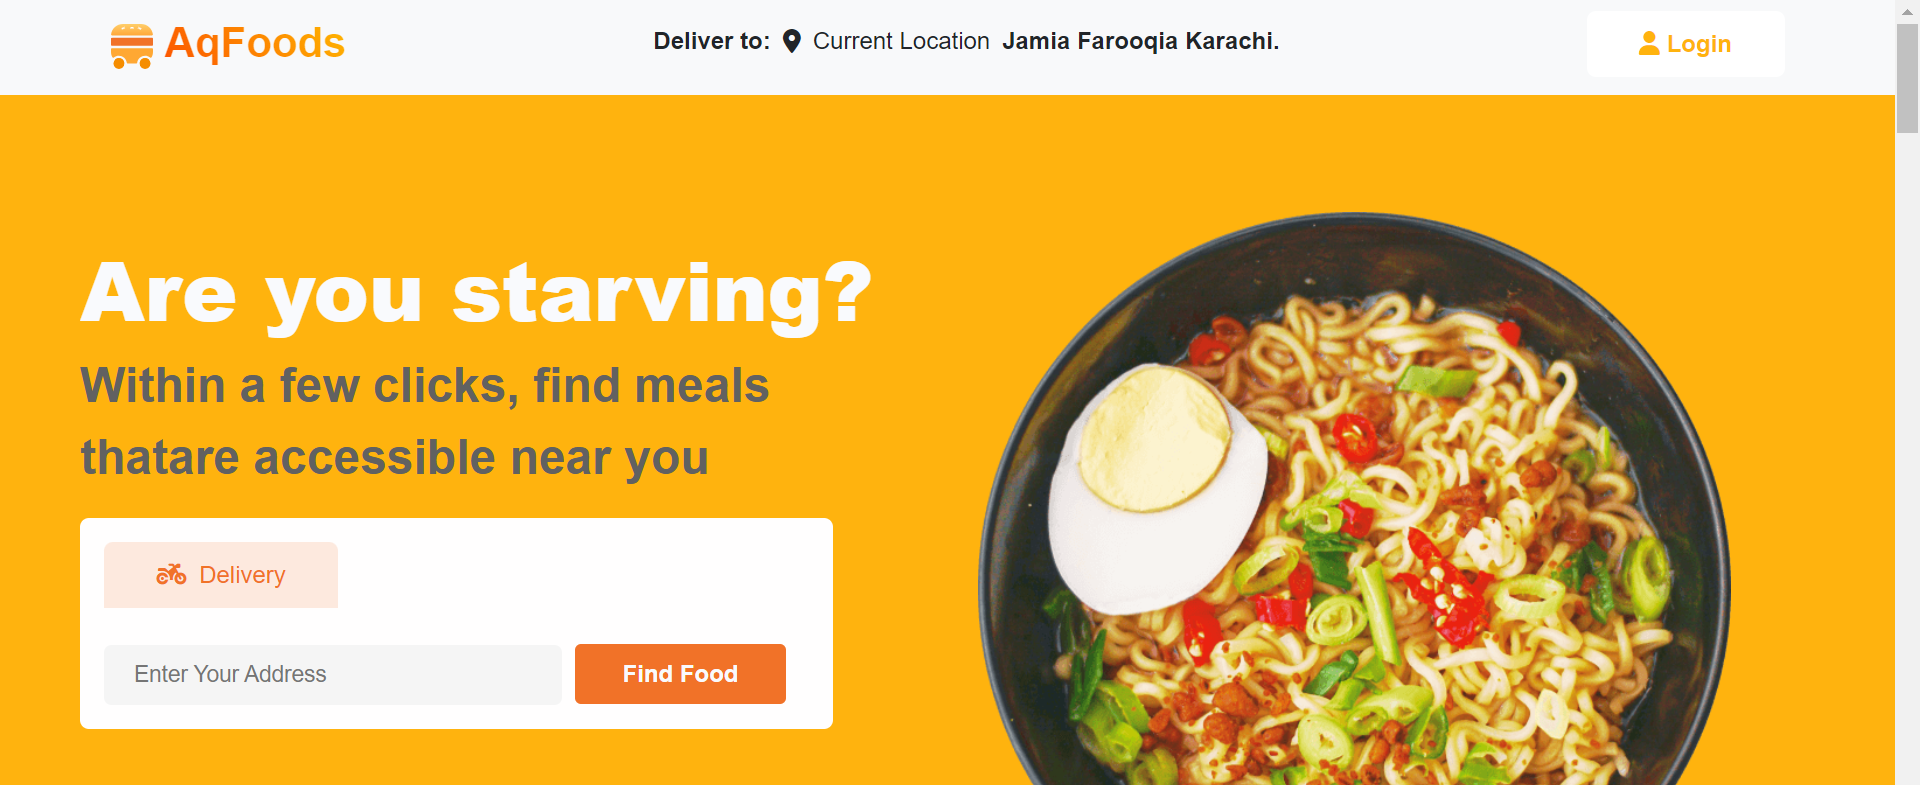 AqFoods
Deliver to: Current Location Jamia Farooqia Karachi.
Login
Are you starving?
Within a few clicks, find meals
thatare accessible near you
Delivery
Enter Your Address
Find Food